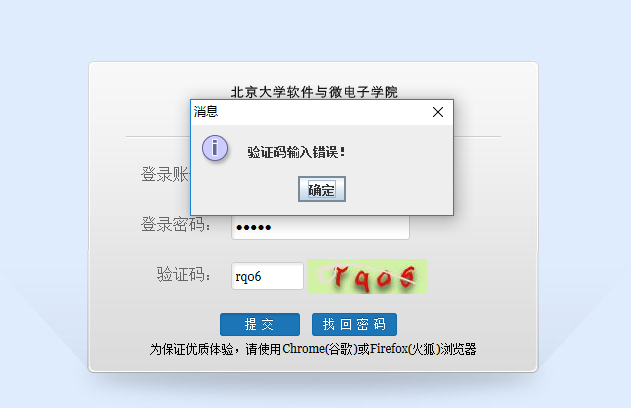 北京大学软件与微电子学院
消息
验证码输入错误!
确定
登录账
登录密码:
验证码: rqo6 rqo6
提交 找回密码
为保证优质体验，请使用Chrome(谷歌)或Firefox(火狐)浏览器